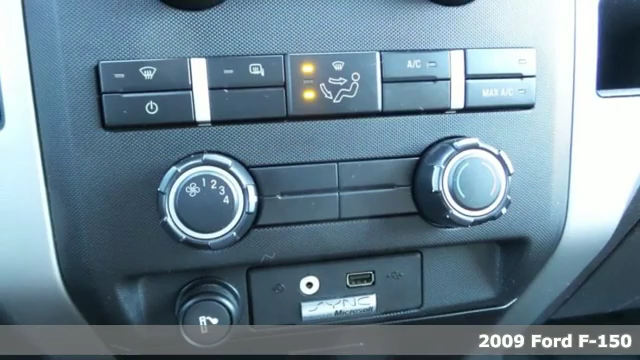 A/C
MAX A/C
1 2 3 4
SYNC
Microsoft
2009 Ford F-150